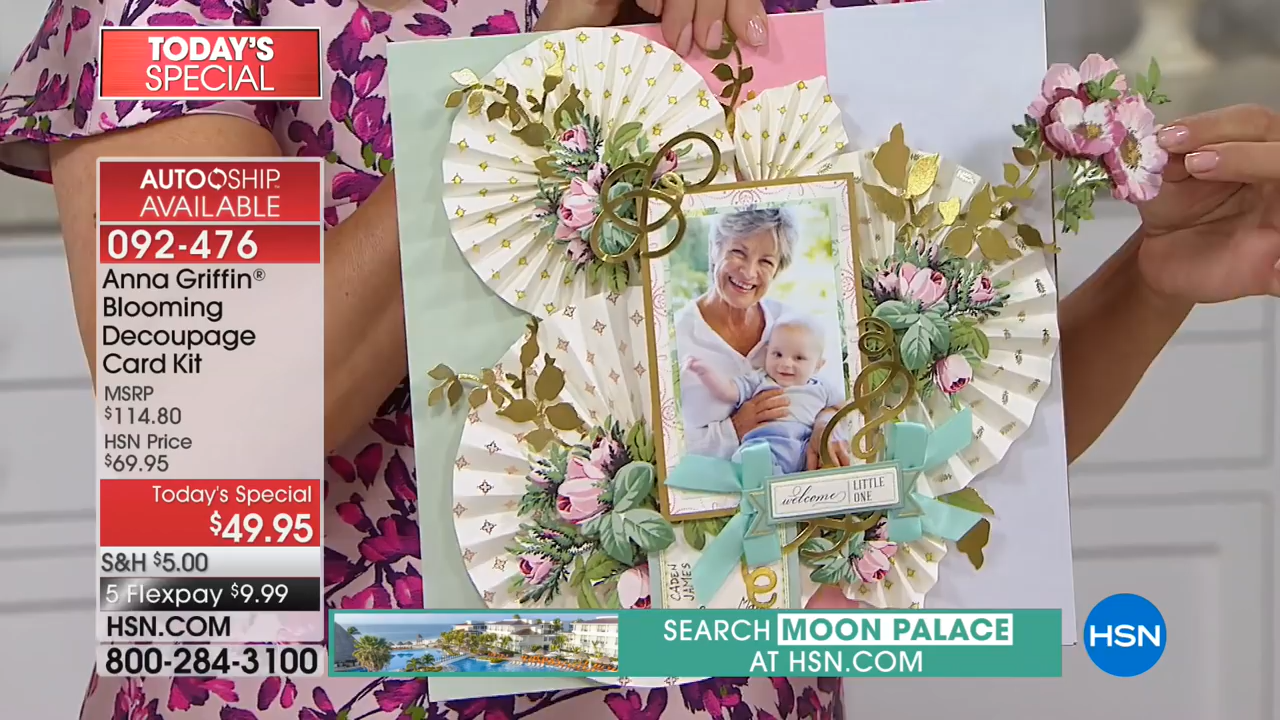 TODAY'S
SPECIAL
AUTOSHIP™
AVAILABLE
092-476
Anna Griffin®
Blooming
Decoupage
Card Kit
MSRP
$114.80
HSN Price
$69.95
Today's Special
$49.95
S&H $5.00
5 Flexpay $9.99
HSN.COM
800-284-3100
welcome LITTLE
ONE
CADEN
JAMES
SEARCH MOON PALACE
AT HSN.COM
HSN